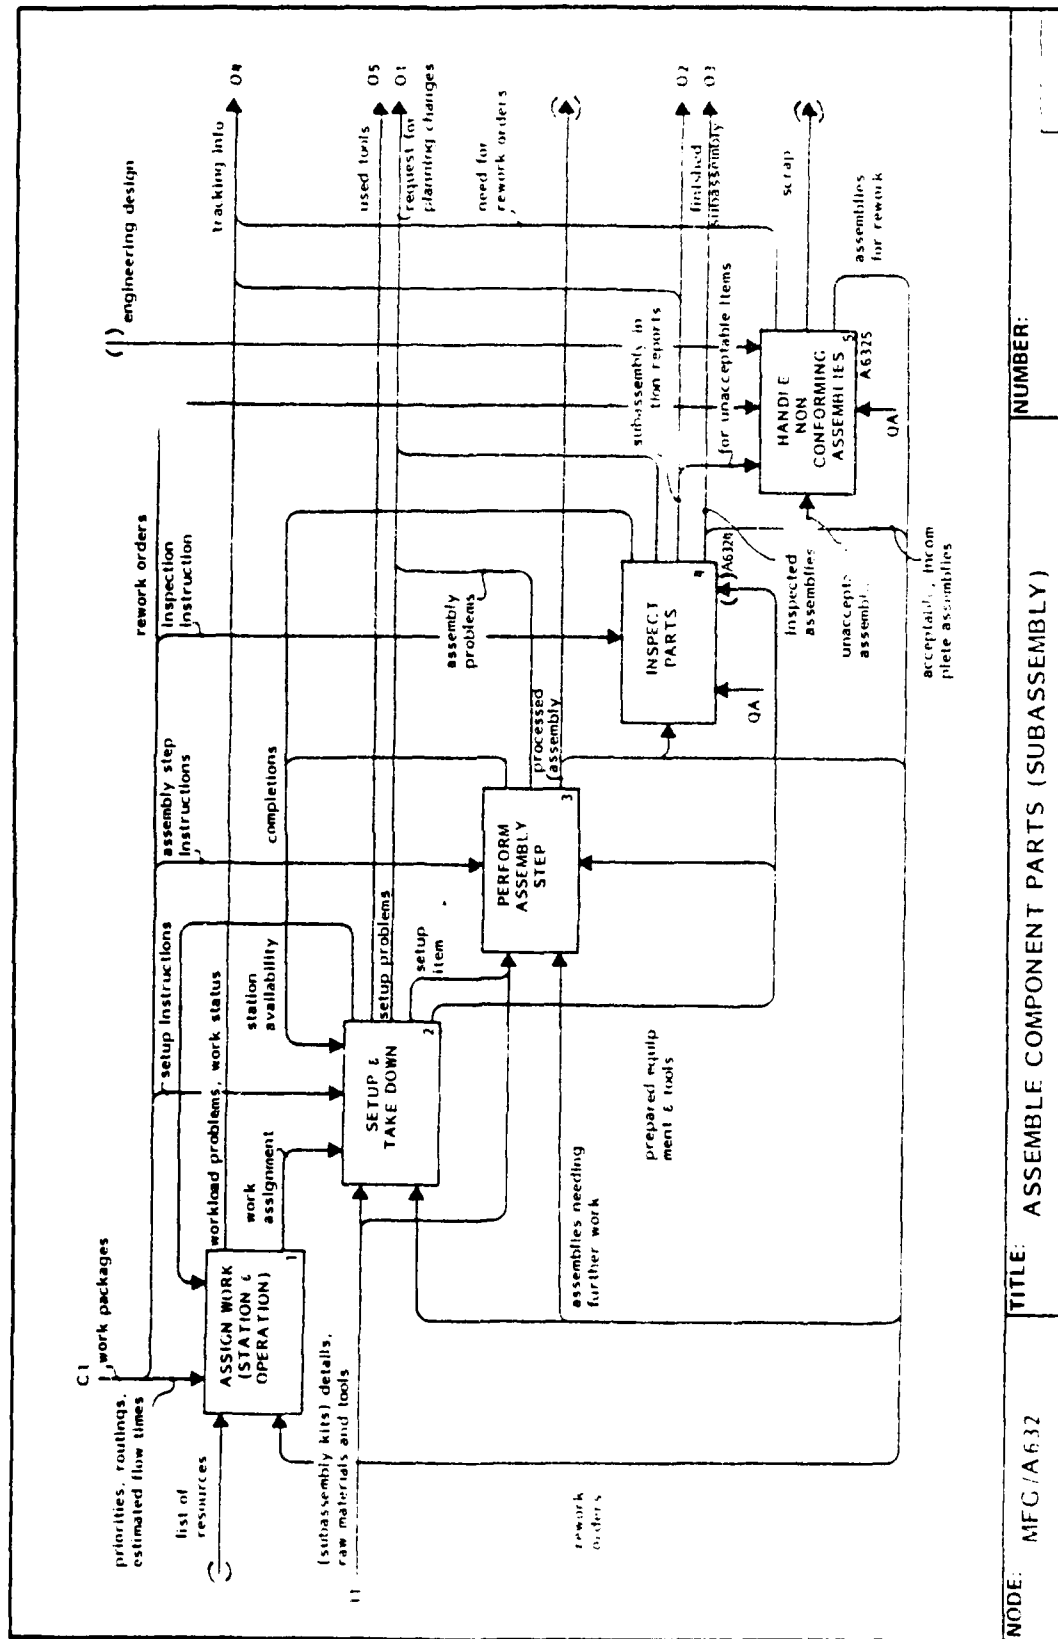 C1
work packages
priorities, routings,
estimated flow times
list of
resources
ASSIGN WORK
(STATION &
OPERATION)
1
setup instructions
workload problems, work status
work
assignment
station
availability
(subassembly kits) details,
raw materials and tools
I1
SETUP &
TAKE DOWN
2
setup problems
setup
item
completions
assembly step
instructions
rework orders
inspection
instruction
PERFORM
ASSEMBLY
STEP
3
processed
assembly
assembly
problems
INSPECT
PARTS
4
A6324
QA
( ) engineering design
subassembly in
tion reports
for unacceptable items
HANDLE
NON
CONFORMING
ASSEMBLIES
5
A6325
QA
tracking info
O4
used tools
O5
O1
request for
planning changes
need for
rework orders
O2
O3
finished
subassembly
scrap
assemblies
for rework
inspected
assemblies
unaccepta
assembl
acceptable, incom
plete assemblies
prepared equip
ment & tools
assemblies needing
further work
rework
orders
NODE: MFG/A632
TITLE: ASSEMBLE COMPONENT PARTS (SUBASSEMBLY)
NUMBER: